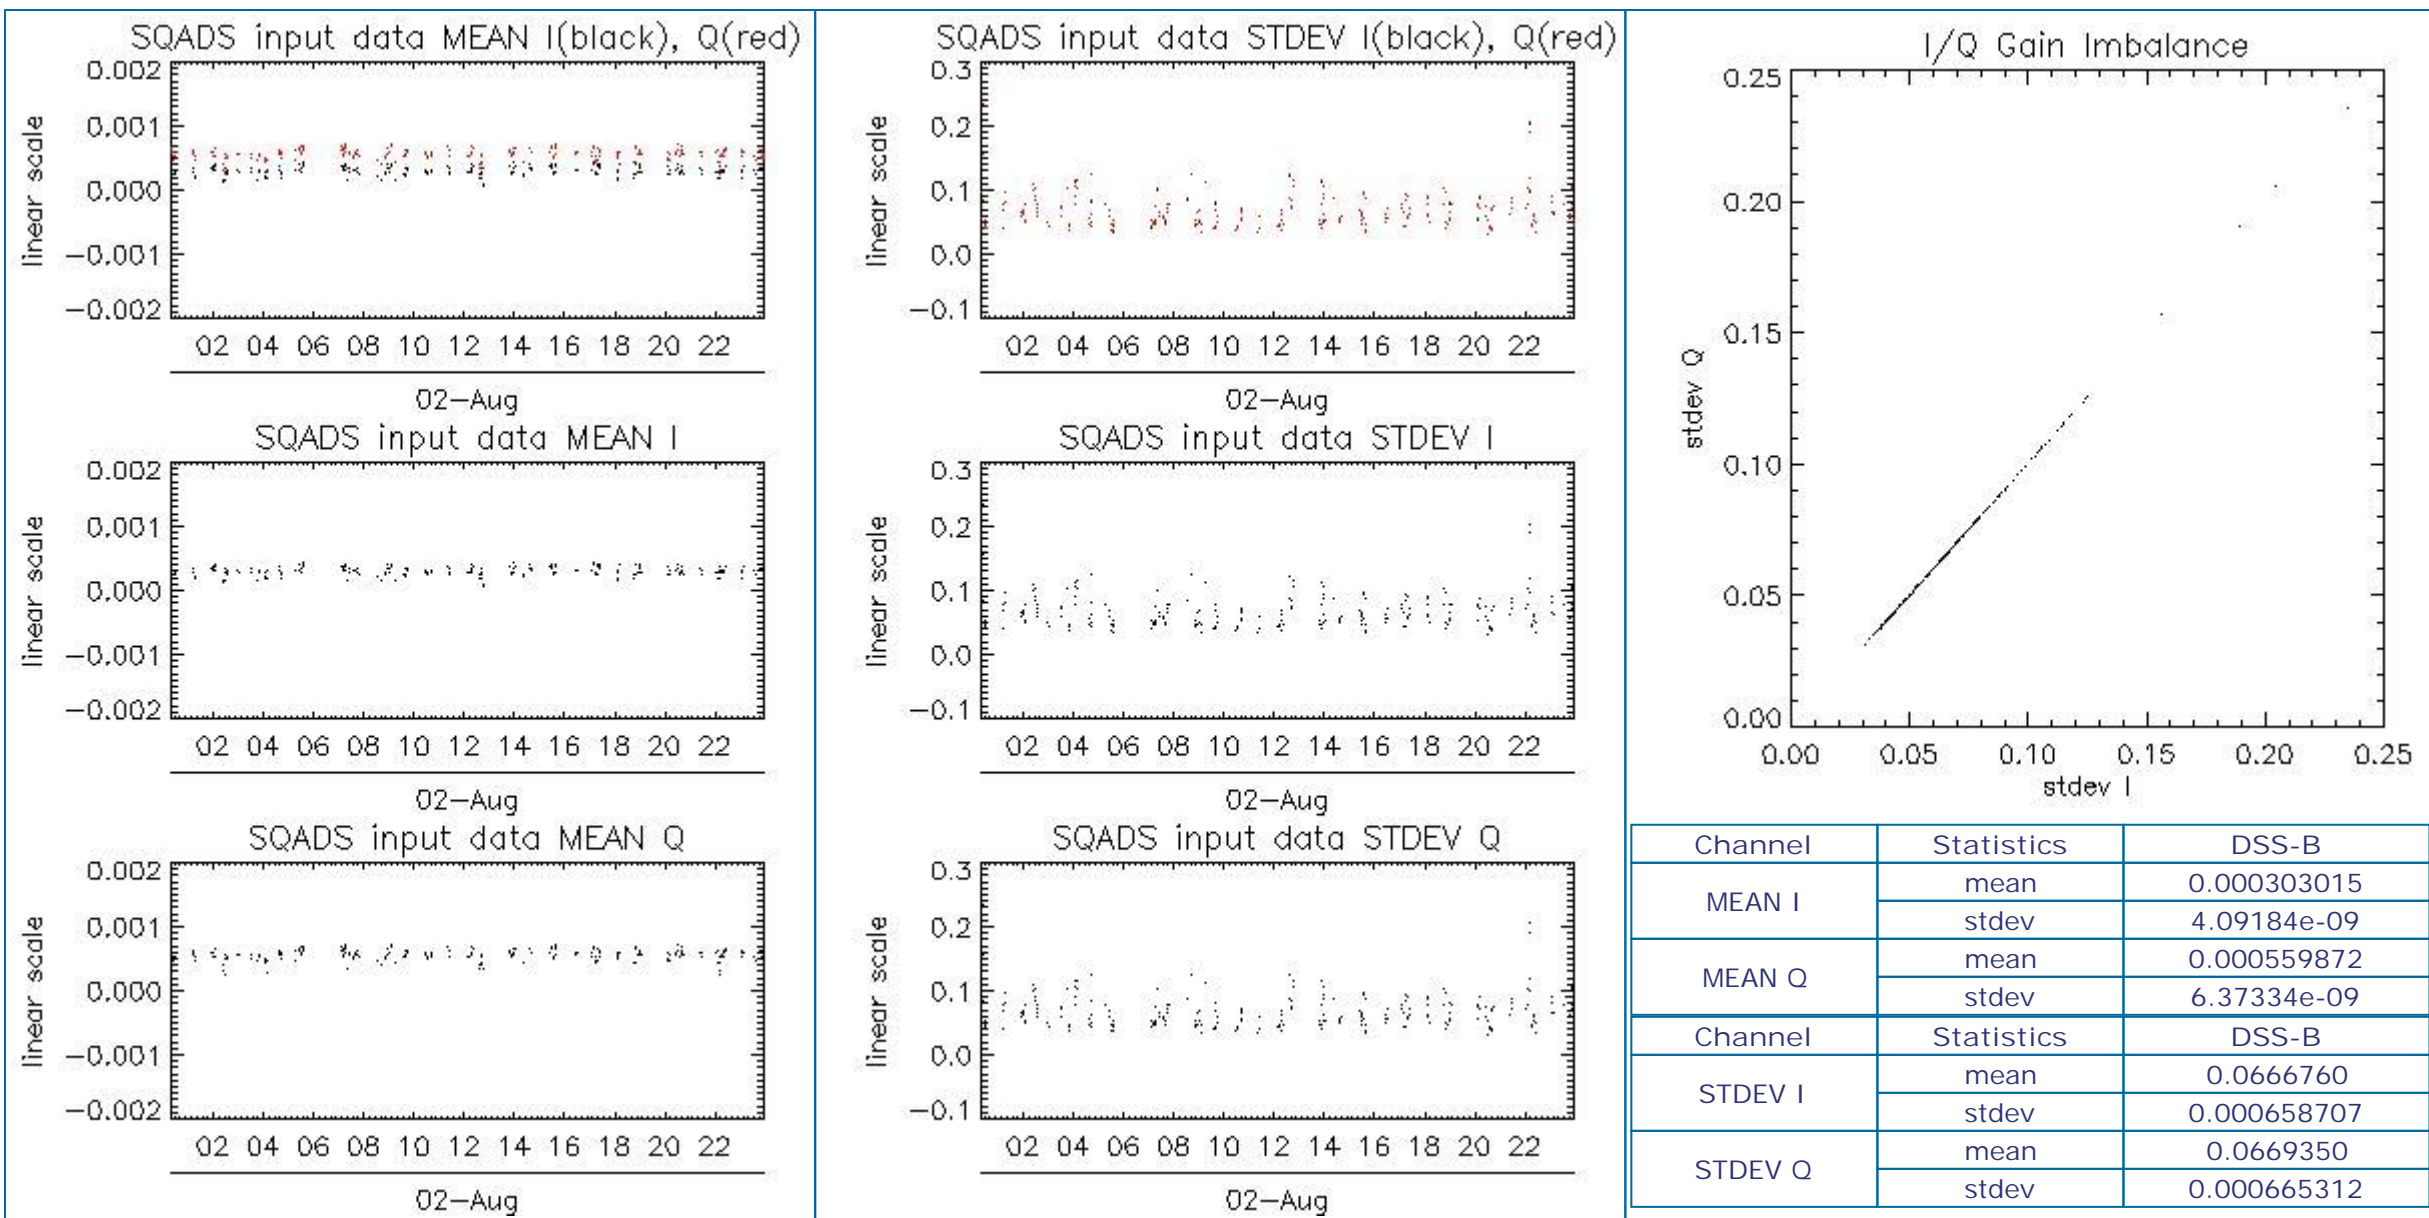 SQADS input data MEAN I(black), Q(red)
0.002
0.001
0.000
−0.001
−0.002
linear scale
02 04 06 08 10 12 14 16 18 20 22
02−Aug
SQADS input data MEAN I
0.002
0.001
0.000
−0.001
−0.002
linear scale
02 04 06 08 10 12 14 16 18 20 22
02−Aug
SQADS input data MEAN Q
0.002
0.001
0.000
−0.001
−0.002
linear scale
02 04 06 08 10 12 14 16 18 20 22
02−Aug
SQADS input data STDEV I(black), Q(red)
0.3
0.2
0.1
0.0
−0.1
linear scale
02 04 06 08 10 12 14 16 18 20 22
02−Aug
SQADS input data STDEV I
0.3
0.2
0.1
0.0
−0.1
linear scale
02 04 06 08 10 12 14 16 18 20 22
02−Aug
SQADS input data STDEV Q
0.3
0.2
0.1
0.0
−0.1
linear scale
02 04 06 08 10 12 14 16 18 20 22
02−Aug
I/Q Gain Imbalance
0.25
0.20
0.15
0.10
0.05
0.00
stdev Q
0.00 0.05 0.10 0.15 0.20 0.25
stdev I
Channel Statistics DSS-B
MEAN I mean 0.000303015
stdev 4.09184e-09
MEAN Q mean 0.000559872
stdev 6.37334e-09
Channel Statistics DSS-B
STDEV I mean 0.0666760
stdev 0.000658707
STDEV Q mean 0.0669350
stdev 0.000665312